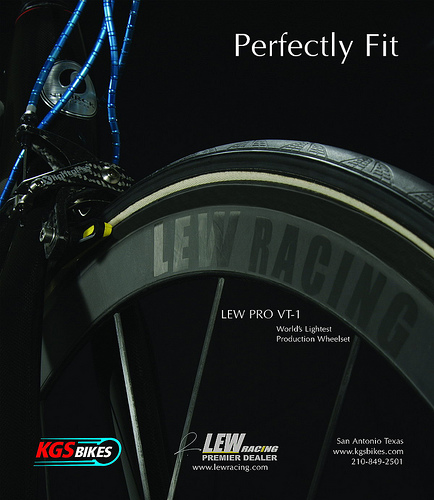 Perfectly Fit
LEW RACING
LEW PRO VT-1
World's Lightest
Production Wheelset
KGS BIKES
LEW RACING
PREMIER DEALER
www.lewracing.com
San Antonio Texas
www.kgsbikes.com
210-849-2501